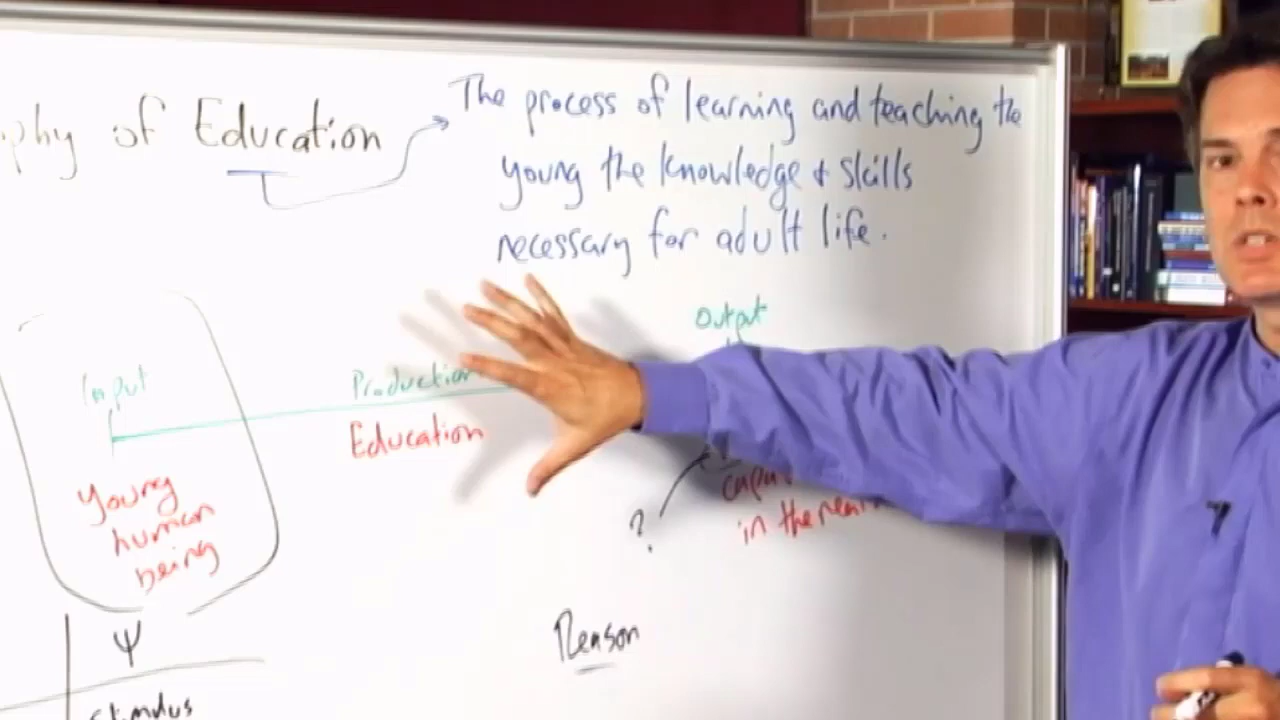 phy of Education
The process of learning and teaching the
young the knowledge + skills
necessary for adult life.
Output
Input
Production
Education
Young
human
being
in the real
?
Ψ
Reason
stimulus